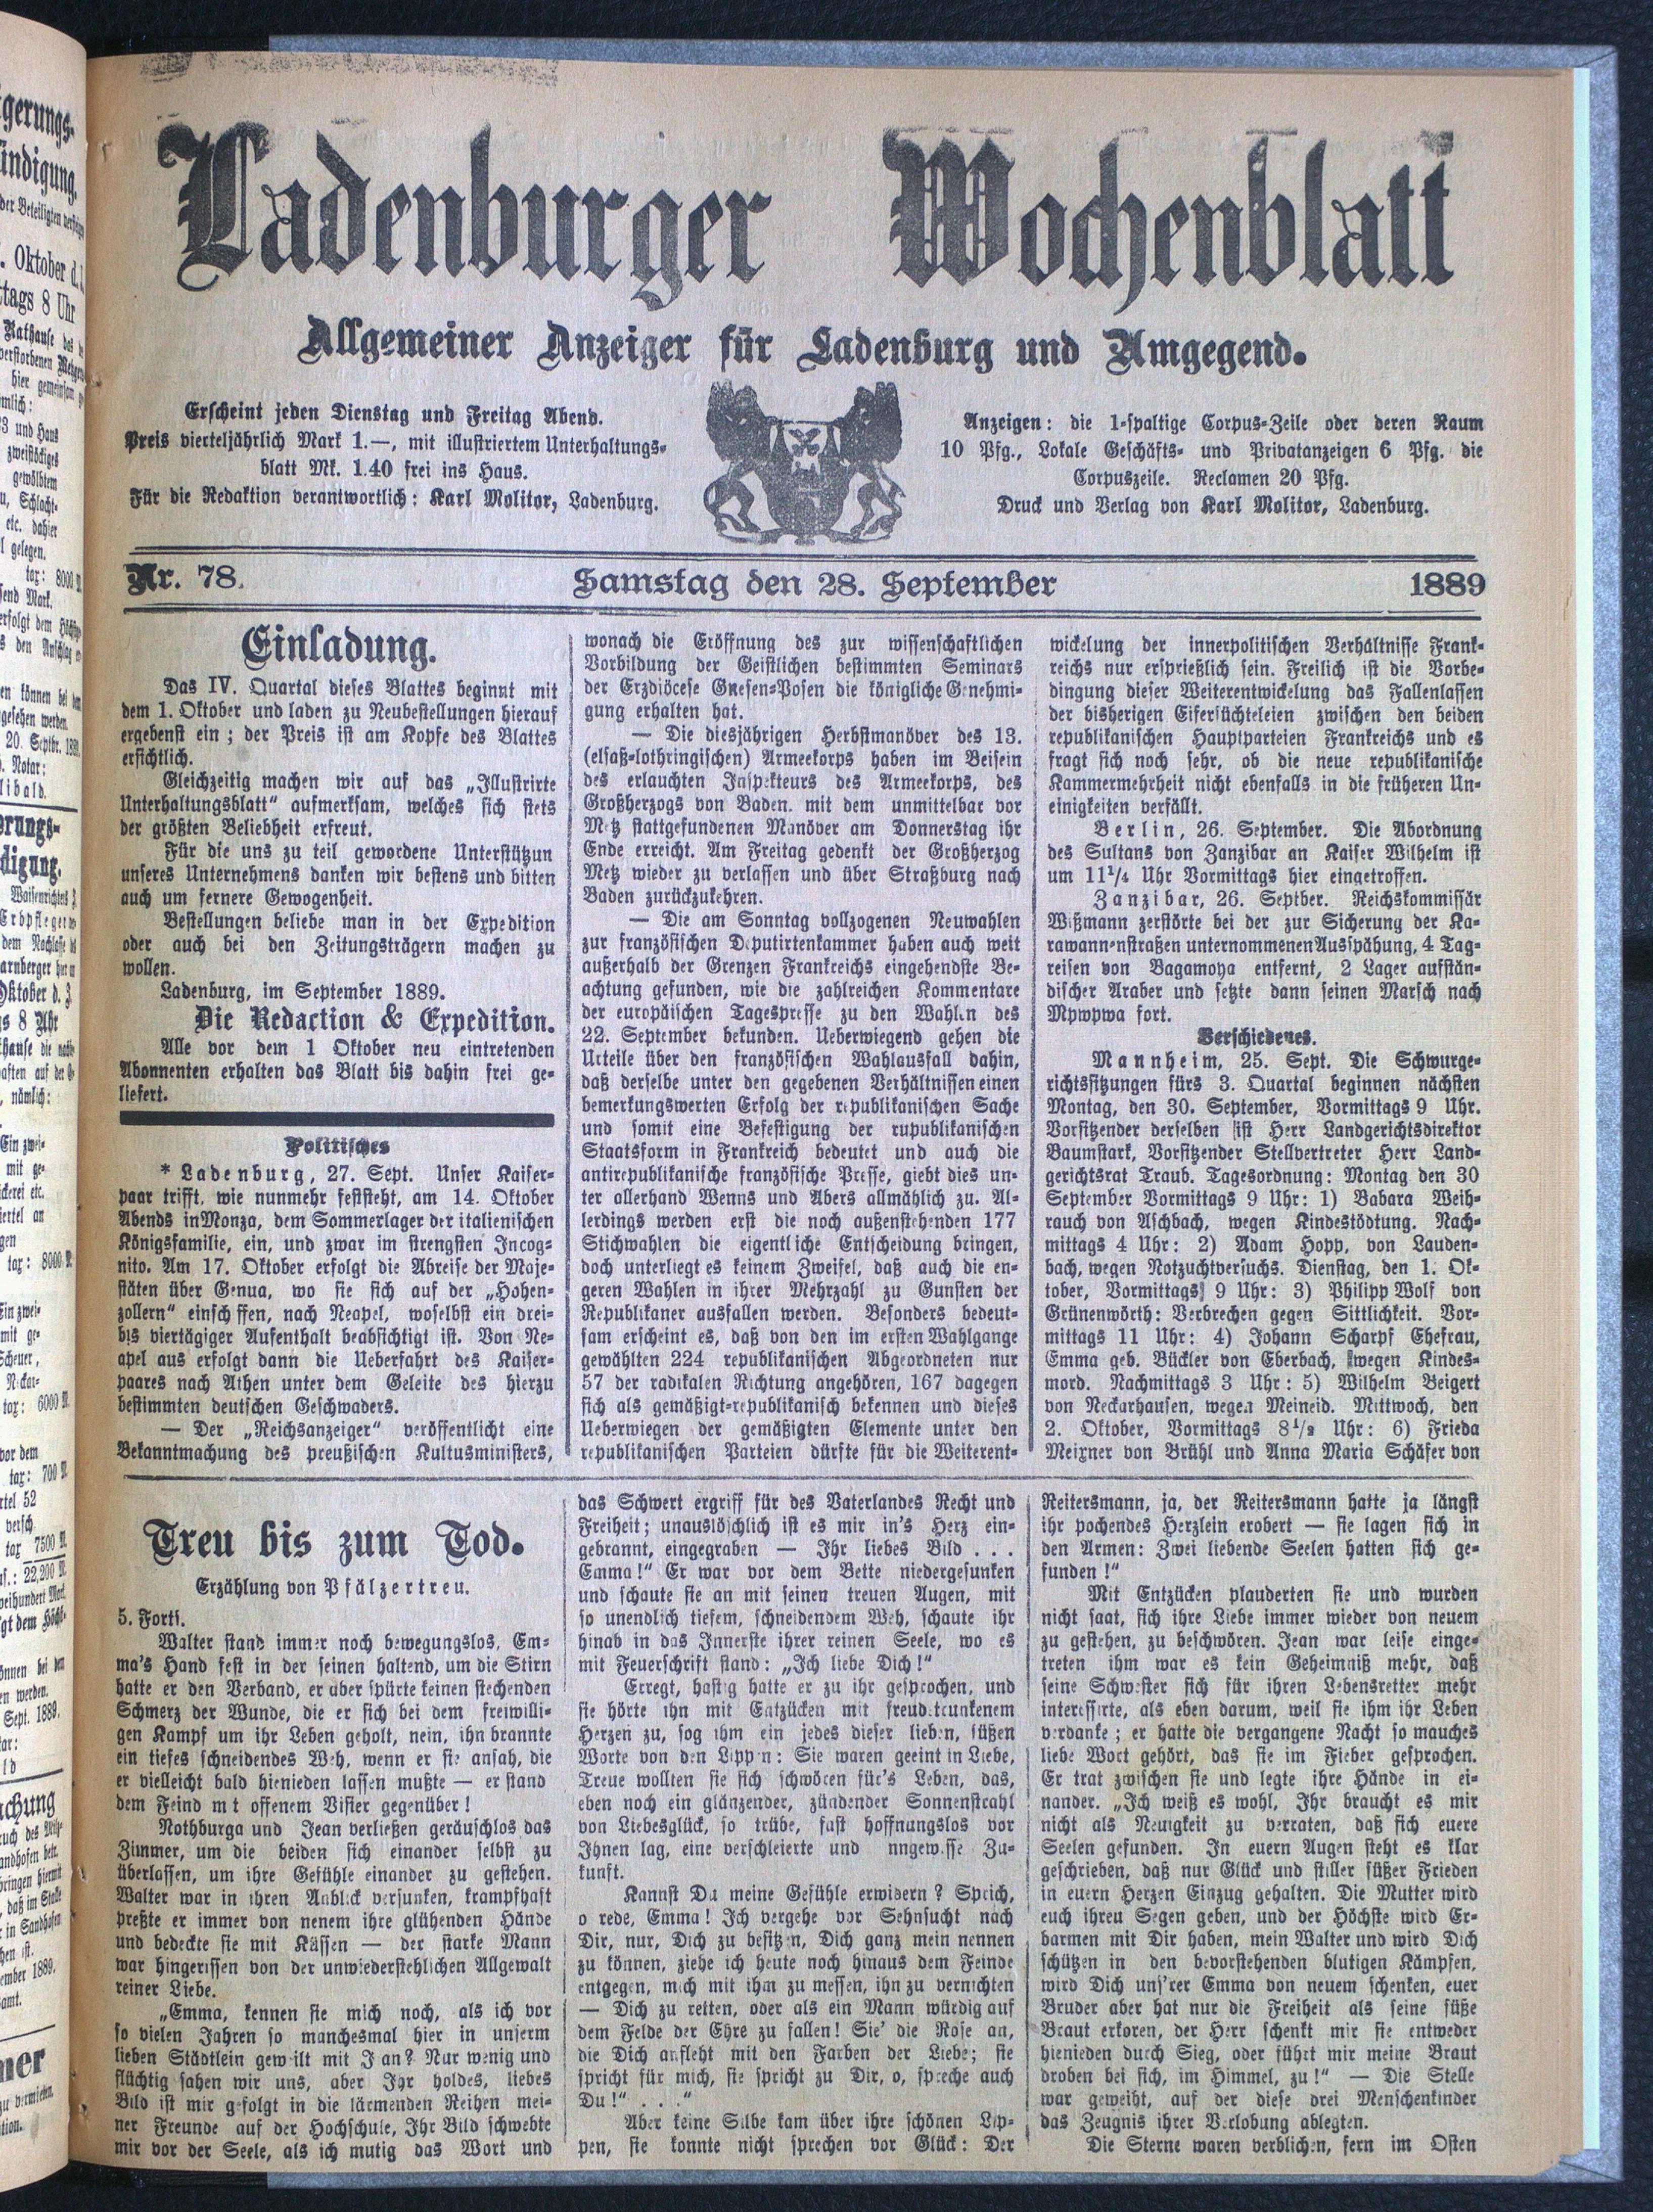 Ladenburger Wochenblatt
Allgemeiner Anzeiger für Ladenburg und Umgegend.
Erscheint jeden Dienstag und Freitag Abend.
Preis vierteljährlich Mark 1.—, mit illustriertem Unterhaltungs-
blatt Mk. 1.40 frei ins Haus.
Für die Redaktion verantwortlich: Karl Molitor, Ladenburg.
Anzeigen: die 1-spaltige Corpus-Zeile oder deren Raum
10 Pfg., Lokale Geschäfts- und Privatanzeigen 6 Pfg. die
Corpuszeile. Reclamen 20 Pfg.
Druck und Verlag von Karl Molitor, Ladenburg.
Nr. 78.
Samstag den 28. September
1889
Einladung.
Das IV. Quartal dieses Blattes beginnt mit
dem 1. Oktober und laden zu Neubestellungen hierauf
ergebenst ein; der Preis ist am Kopfe des Blattes
ersichtlich.
Gleichzeitig machen wir auf das „Illustrirte
Unterhaltungsblatt“ aufmerksam, welches sich stets
der größten Beliebheit erfreut.
Für die uns zu teil gewordene Unterstützun
unseres Unternehmens danken wir bestens und bitten
auch um fernere Gewogenheit.
Bestellungen beliebe man in der Expedition
oder auch bei den Zeitungsträgern machen zu
wollen.
Ladenburg, im September 1889.
Die Redaction & Expedition.
Alle vor dem 1 Oktober neu eintretenden
Abonnenten erhalten das Blatt bis dahin frei ge-
liefert.
Politisches
* Ladenburg, 27. Sept. Unser Kaiser-
paar trifft, wie nunmehr feststeht, am 14. Oktober
Abends in Monza, dem Sommerlager der italienischen
Königsfamilie, ein, und zwar im strengsten Incog-
nito. Am 17. Oktober erfolgt die Abreise der Maje-
stäten über Genua, wo sie sich auf der „Hohen-
zollern“ einsch ffen, nach Neapel, woselbst ein drei-
bis viertägiger Aufenthalt beabsichtigt ist. Von Ne-
apel aus erfolgt dann die Ueberfahrt des Kaiser-
paares nach Athen unter dem Geleite des hierzu
bestimmten deutschen Geschwaders.
— Der „Reichsanzeiger“ veröffentlicht eine
Bekanntmachung des preußischen Kultusministers,
wonach die Eröffnung des zur wissenschaftlichen
Vorbildung der Geistlichen bestimmten Seminars
der Erzdiöcese Gnesen-Posen die königliche Genehmi-
gung erhalten hat.
— Die diesjährigen Herbstmanöver des 13.
(elsaß-lothringischen) Armeekorps haben im Beisein
des erlauchten Inspekteurs des Armeekorps, des
Großherzogs von Baden. mit dem unmittelbar vor
Metz stattgefundenen Manöver am Donnerstag ihr
Ende erreicht. Am Freitag gedenkt der Großherzog
Metz wieder zu verlassen und über Straßburg nach
Baden zurückzukehren.
— Die am Sonntag vollzogenen Neuwahlen
zur französischen Deputirtenkammer haben auch weit
außerhalb der Grenzen Frankreichs eingehendste Be-
achtung gefunden, wie die zahlreichen Kommentare
der europäischen Tagespresse zu den Wahlen des
22. September bekunden. Ueberwiegend gehen die
Urteile über den französischen Wahlausfall dahin,
daß derselbe unter den gegebenen Verhältnissen einen
bemerkungswerten Erfolg der republikanischen Sache
und somit eine Befestigung der rupublikanischen
Staatsform in Frankreich bedeutet und auch die
antirepublikanische französische Presse, giebt dies un-
ter allerhand Wenns und Abers allmählich zu. Al-
lerdings werden erst die noch außenstehenden 177
Stichwahlen die eigentliche Entscheidung bringen,
doch unterliegt es keinem Zweifel, daß auch die en-
geren Wahlen in ihrer Mehrzahl zu Gunsten der
Republikaner ausfallen werden. Besonders bedeut-
sam erscheint es, daß von den im ersten Wahlgange
gewählten 224 republikanischen Abgeordneten nur
57 der radikalen Richtung angehören, 167 dagegen
sich als gemäßigt-republikanisch bekennen und dieses
Ueberwiegen der gemäßigten Elemente unter den
republikanischen Parteien dürfte für die Weiterent-
wickelung der innerpolitischen Verhältnisse Frank-
reichs nur ersprießlich sein. Freilich ist die Vorbe-
dingung dieser Weiterentwickelung das Fallenlassen
der bisherigen Eifersüchteleien zwischen den beiden
republikanischen Hauptparteien Frankreichs und es
fragt sich noch sehr, ob die neue republikanische
Kammermehrheit nicht ebenfalls in die früheren Un-
einigkeiten verfällt.
Berlin, 26. September. Die Abordnung
des Sultans von Zanzibar an Kaiser Wilhelm ist
um 11¼ Uhr Vormittags hier eingetroffen.
Zanzibar, 26. Septber. Reichskommissär
Wißmann zerstörte bei der zur Sicherung der Ka-
rawannenstraßen unternommenen Ausspähung, 4 Tag-
reisen von Bagamoya entfernt, 2 Lager aufstän-
discher Araber und setzte dann seinen Marsch nach
Mpwpwa fort.
Verschiedenes.
Mannheim, 25. Sept. Die Schwurge-
richtssitzungen fürs 3. Quartal beginnen nächsten
Montag, den 30. September, Vormittags 9 Uhr.
Vorsitzender derselben ist Herr Landgerichtsdirektor
Baumstark, Vorsitzender Stellvertreter Herr Land-
gerichtsrat Traub. Tagesordnung: Montag den 30
September Vormittags 9 Uhr: 1) Babara Weih-
rauch von Aschbach, wegen Kindestödtung. Nach-
mittags 4 Uhr: 2) Adam Hopp, von Lauden-
bach, wegen Notzuchtversuchs. Dienstag, den 1. Ok-
tober, Vormittags 9 Uhr: 3) Philipp Wolf von
Grünenwörth: Verbrechen gegen Sittlichkeit. Vor-
mittags 11 Uhr: 4) Johann Scharpf Ehefrau,
Emma geb. Bückler von Eberbach, wegen Kindes-
mord. Nachmittags 3 Uhr: 5) Wilhelm Beigert
von Neckarhausen, wegen Meineid. Mittwoch, den
2. Oktober, Vormittags 8½ Uhr: 6) Frieda
Meixner von Brühl und Anna Maria Schäfer von
Treu bis zum Tod.
Erzählung von Pfälzertreu.
5. Forts.
Walter stand immer noch bewegungslos, Em-
ma's Hand fest in der seinen haltend, um die Stirn
hatte er den Verband, er aber spürte keinen stechenden
Schmerz der Wunde, die er sich bei dem freiwilli-
gen Kampf um ihr Leben geholt, nein, ihn brannte
ein tiefes schneidendes Weh, wenn er sie ansah, die
er vielleicht bald hienieden lassen mußte — er stand
dem Feind m t offenem Visier gegenüber!
Nothburga und Jean verließen geräuschlos das
Zimmer, um die beiden sich einander selbst zu
überlassen, um ihre Gefühle einander zu gestehen.
Walter war in ihren Anblick versunken, krampfhaft
preßte er immer von nenem ihre glühenden Hände
und bedeckte sie mit Küssen — der starke Mann
war hingerissen von der unwiederstehlichen Allgewalt
reiner Liebe.
„Emma, kennen sie mich noch, als ich vor
so vielen Jahren so manchesmal hier in unserm
lieben Städtlein geweilt mit J an? Nur wenig und
flüchtig sahen wir uns, aber Ihr holdes, liebes
Bild ist mir gefolgt in die lärmenden Reihen mei-
ner Freunde auf der Hochschule, Ihr Bild schwebte
mir vor der Seele, als ich mutig das Wort und
das Schwert ergriff für des Vaterlandes Recht und
Freiheit; unauslöschlich ist es mir in's Herz ein-
gebrannt, eingegraben — Ihr liebes Bild . . .
Emma!“ Er war vor dem Bette niedergesunken
und schaute sie an mit seinen treuen Augen, mit
so unendlich tiefem, schneidendem Weh, schaute ihr
hinab in das Innerste ihrer reinen Seele, wo es
mit Feuerschrift stand: „Ich liebe Dich!“
Erregt, hastig hatte er zu ihr gesprochen, und
sie hörte ihn mit Entzücken mit freud.trunkenem
Herzen zu, sog ihm ein jedes dieser lieben, süßen
Worte von den Lippen: Sie waren geeint in Liebe,
Treue wollten sie sich schwören für's Leben, das,
eben noch ein glänzender, zündender Sonnenstrahl
von Liebesglück, so trübe, fast hoffnungslos vor
Ihnen lag, eine verschleierte und nngewisse Zu-
kunft.
Kannst Du meine Gefühle erwidern? Sprich,
o rede, Emma! Ich vergehe vor Sehnsucht nach
Dir, nur, Dich zu besitzen, Dich ganz mein nennen
zu können, ziehe ich heute noch hinaus dem Feinde
entgegen, mich mit ihm zu messen, ihn zu vernichten
— Dich zu retten, oder als ein Mann würdig auf
dem Felde der Ehre zu fallen! Sie' die Rose an,
die Dich anfleht mit den Farben der Liebe; sie
spricht für mich, sie spricht zu Dir, o, spreche auch
Du!“ . . .“
Aber keine Silbe kam über ihre schönen Lip-
pen, sie konnte nicht sprechen vor Glück: Der
Reitersmann, ja, der Reitersmann hatte ja längst
ihr pochendes Herzlein erobert — sie lagen sich in
den Armen: Zwei liebende Seelen hatten sich ge-
funden!“
Mit Entzücken plauderten sie und wurden
nicht saat, sich ihre Liebe immer wieder von neuem
zu gestehen, zu beschwören. Jean war leise einge-
treten ihm war es kein Geheimniß mehr, daß
seine Schwester sich für ihren Lebensretter mehr
interessirte, als eben darum, weil sie ihm ihr Leben
verdanke; er hatte die vergangene Nacht so mauches
liebe Wort gehört, das sie im Fieber gesprochen.
Er trat zwischen sie und legte ihre Hände in ei-
nander. „Ich weiß es wohl, Ihr braucht es mir
nicht als Neuigkeit zu verraten, daß sich euere
Seelen gefunden. In euern Augen steht es klar
geschrieben, daß nur Glück und stiller süßer Frieden
in euern Herzen Einzug gehalten. Die Mutter wird
euch ihreu Segen geben, und der Höchste wird Er-
barmen mit Dir haben, mein Walter und wird Dich
schützen in den bevorstehenden blutigen Kämpfen,
wird Dich uns'rer Emma von neuem schenken, euer
Bruder aber hat nur die Freiheit als seine süße
Braut erkoren, der Herr schenkt mir sie entweder
hienieden durch Sieg, oder führt mir meine Braut
droben bei sich, im Himmel, zu!“ — Die Stelle
war geweiht, auf der diese drei Menschenkinder
das Zeugnis ihrer Verlobung ablegten.
Die Sterne waren verblichen, fern im Osten